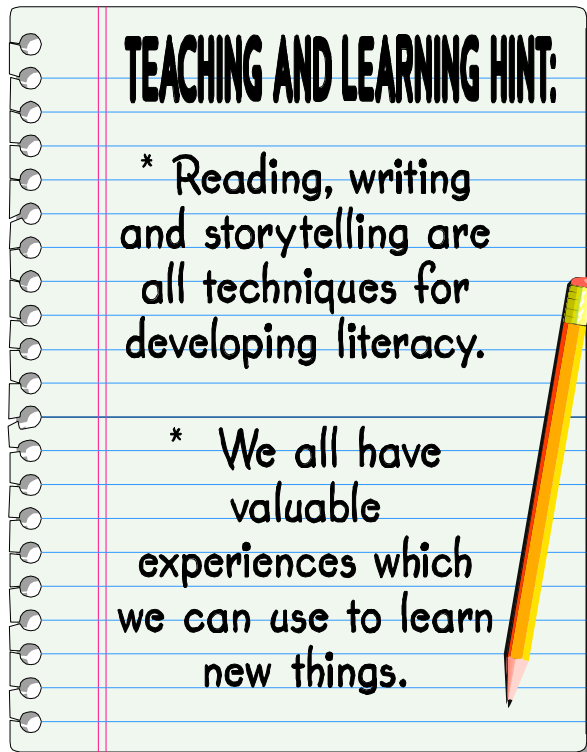 TEACHING AND LEARNING HINT:
* Reading, writing
and storytelling are
all techniques for
developing literacy.
* We all have
valuable
experiences which
we can use to learn
new things.